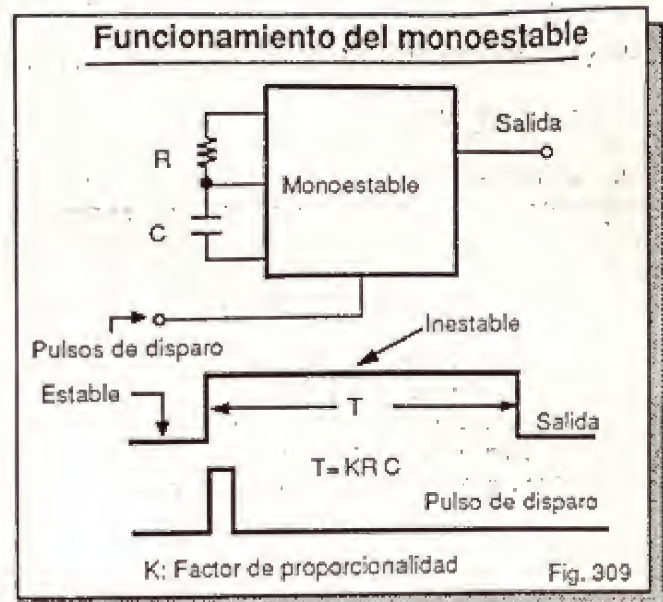 Funcionamiento del monoestable
Salida
R
Monoestable
C
Pulsos de disparo
Inestable
Estable
T
Salida
T= KR C
Pulso de disparo
K: Factor de proporcionalidad
Fig. 309